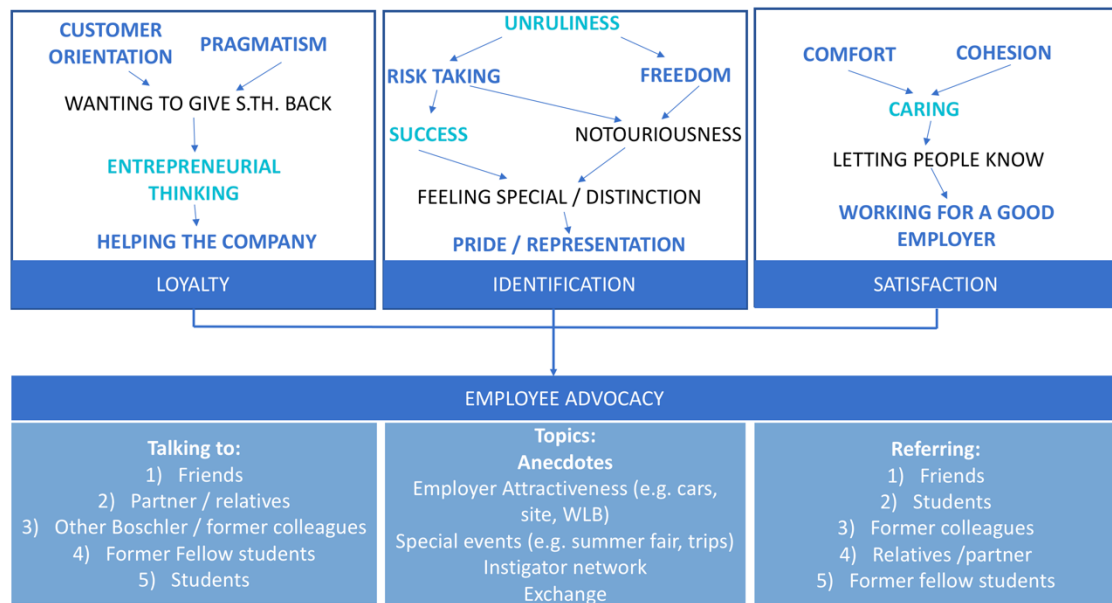 CUSTOMER
ORIENTATION
PRAGMATISM
WANTING TO GIVE S.TH. BACK
ENTREPRENEURIAL
THINKING
HELPING THE COMPANY
LOYALTY
UNRULINESS
RISK TAKING
FREEDOM
SUCCESS
NOTOURIOUSNESS
FEELING SPECIAL / DISTINCTION
PRIDE / REPRESENTATION
IDENTIFICATION
COMFORT
COHESION
CARING
LETTING PEOPLE KNOW
WORKING FOR A GOOD
EMPLOYER
SATISFACTION
EMPLOYEE ADVOCACY
Talking to:
1) Friends
2) Partner / relatives
3) Other Boschler / former colleagues
4) Former Fellow students
5) Students
Topics:
Anecdotes
Employer Attractiveness (e.g. cars,
site, WLB)
Special events (e.g. summer fair, trips)
Instigator network
Exchange
Referring:
1) Friends
2) Students
3) Former colleagues
4) Relatives /partner
5) Former fellow students